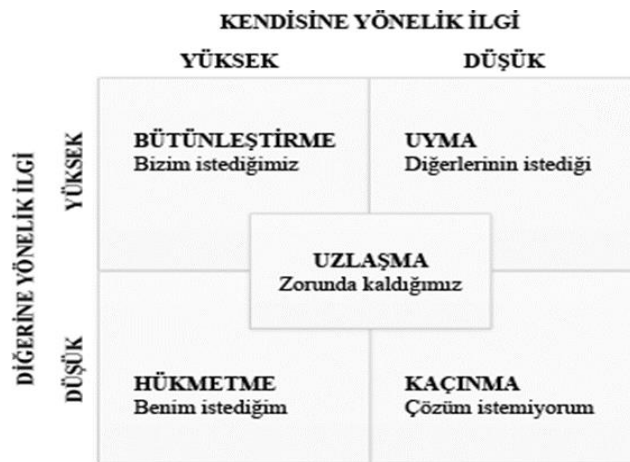 KENDİSİNE YÖNELİK İLGİ
YÜKSEK DÜŞÜK
DİĞERİNE YÖNELİK İLGİ
YÜKSEK
BÜTÜNLEŞTİRME
Bizim istediğimiz
UYMA
Diğerlerinin istediği
UZLAŞMA
Zorunda kaldığımız
DÜŞÜK
HÜKMETME
Benim istediğim
KAÇINMA
Çözüm istemiyorum